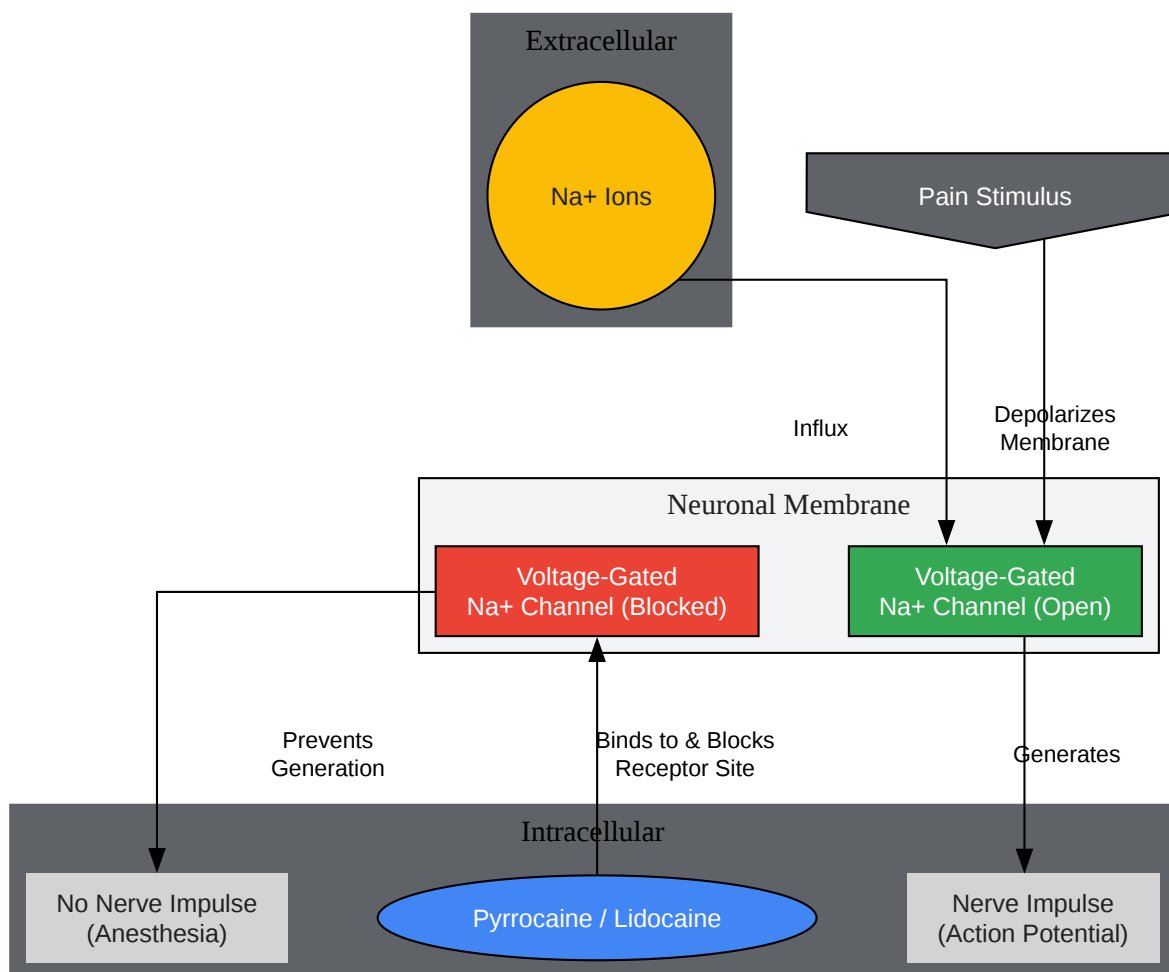 Extracellular
Na+ Ions
Pain Stimulus
Influx
Depolarizes
Membrane
Neuronal Membrane
Voltage-Gated
Na+ Channel (Blocked)
Voltage-Gated
Na+ Channel (Open)
Prevents
Generation
Binds to & Blocks
Receptor Site
Generates
Intracellular
No Nerve Impulse
(Anesthesia)
Pyrrocaine / Lidocaine
Nerve Impulse
(Action Potential)